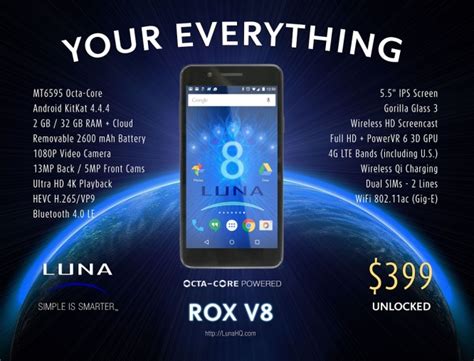 YOUR EVERYTHING
MT6595 Octa-Core
Android KitKat 4.4.4
2 GB / 32 GB RAM + Cloud
Removable 2600 mAh Battery
1080P Video Camera
13MP Back / 5MP Front Cams
Ultra HD 4K Playback
HEVC H.265/VP9
Bluetooth 4.0 LE
5.5" IPS Screen
Gorilla Glass 3
Wireless HD Screencast
Full HD + PowerVR 6 3D GPU
4G LTE Bands (including U.S.)
Wireless Qi Charging
Dual SIMs - 2 Lines
WiFi 802.11ac (Gig-E)
Google
8
LUNA
LUNA
SIMPLE IS SMARTER
OCTA-CORE POWERED
ROX V8
http://LunaHQ.com
$399
UNLOCKED